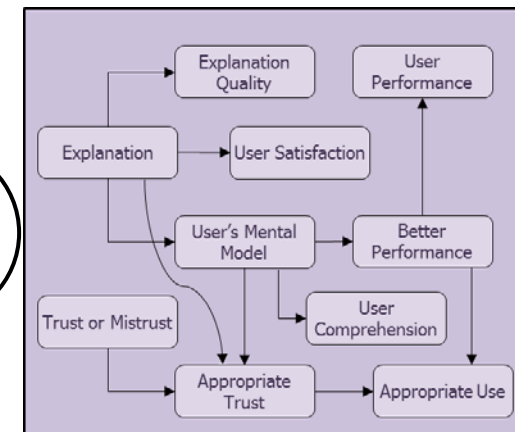 Explanation
Quality
User
Performance
Explanation
User Satisfaction
User's Mental
Model
Better
Performance
User
Comprehension
Trust or Mistrust
Appropriate
Trust
Appropriate Use